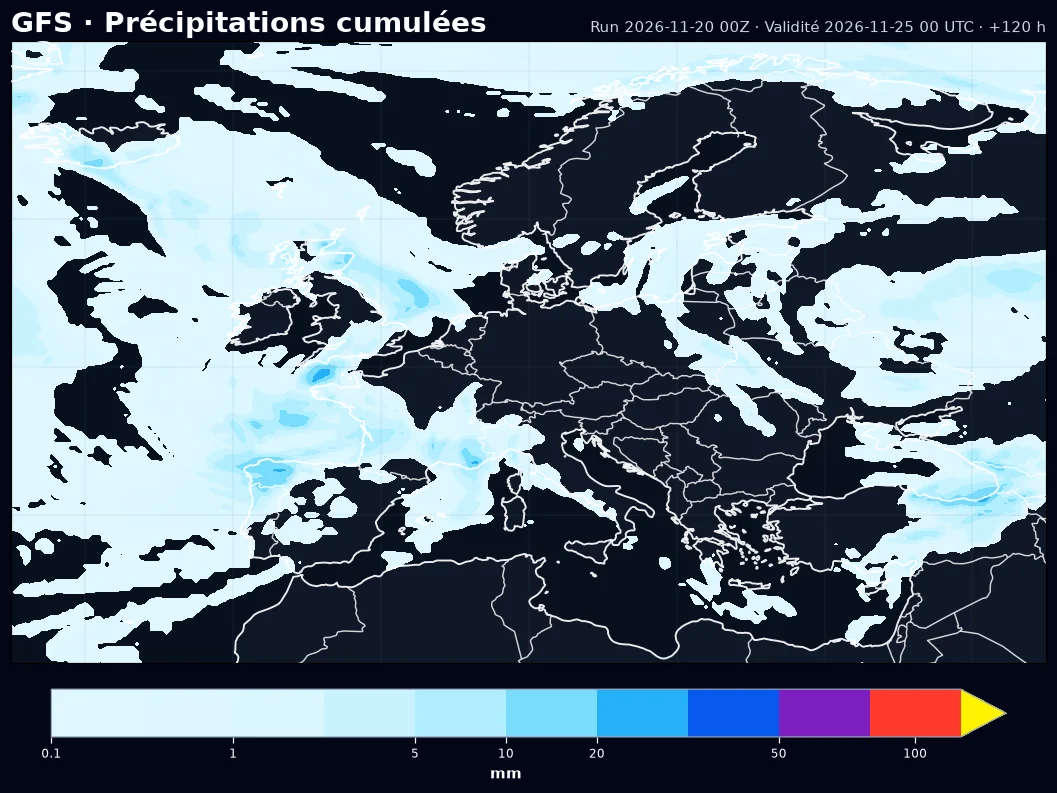 GFS · Précipitations cumulées
Run 2026-11-20 00Z · Validité 2026-11-25 00 UTC · +120 h
0.1 1 5 10 20 50 100
mm